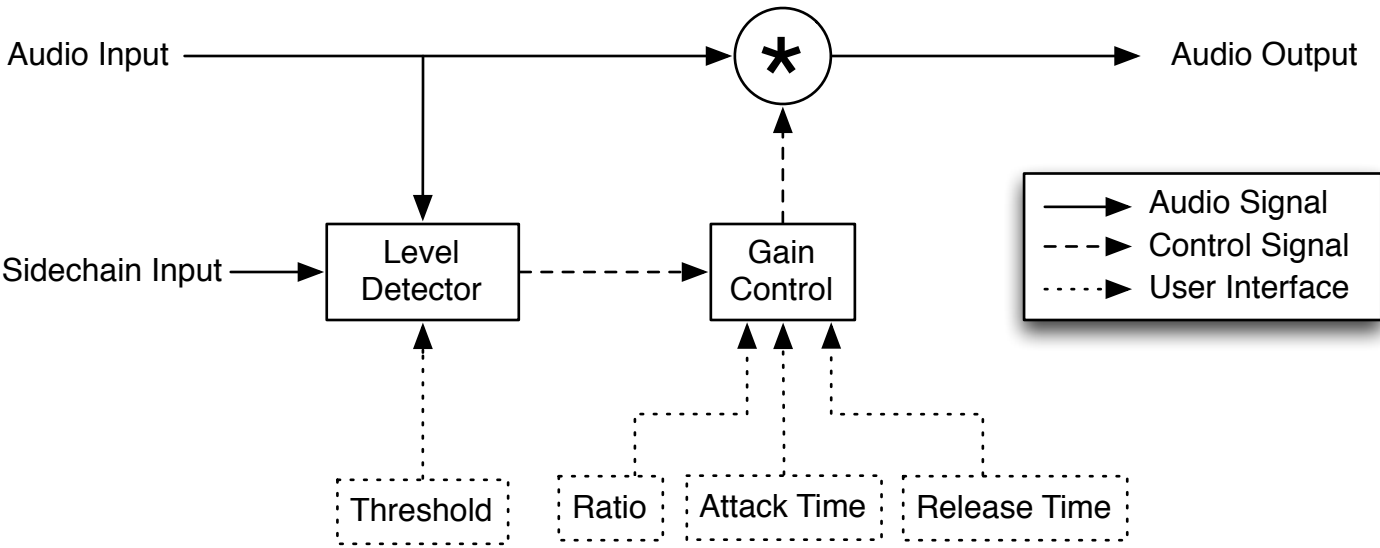 Audio Input
*
Audio Output
Sidechain Input
Level
Detector
Gain
Control
Audio Signal
Control Signal
User Interface
Threshold
Ratio
Attack Time
Release Time